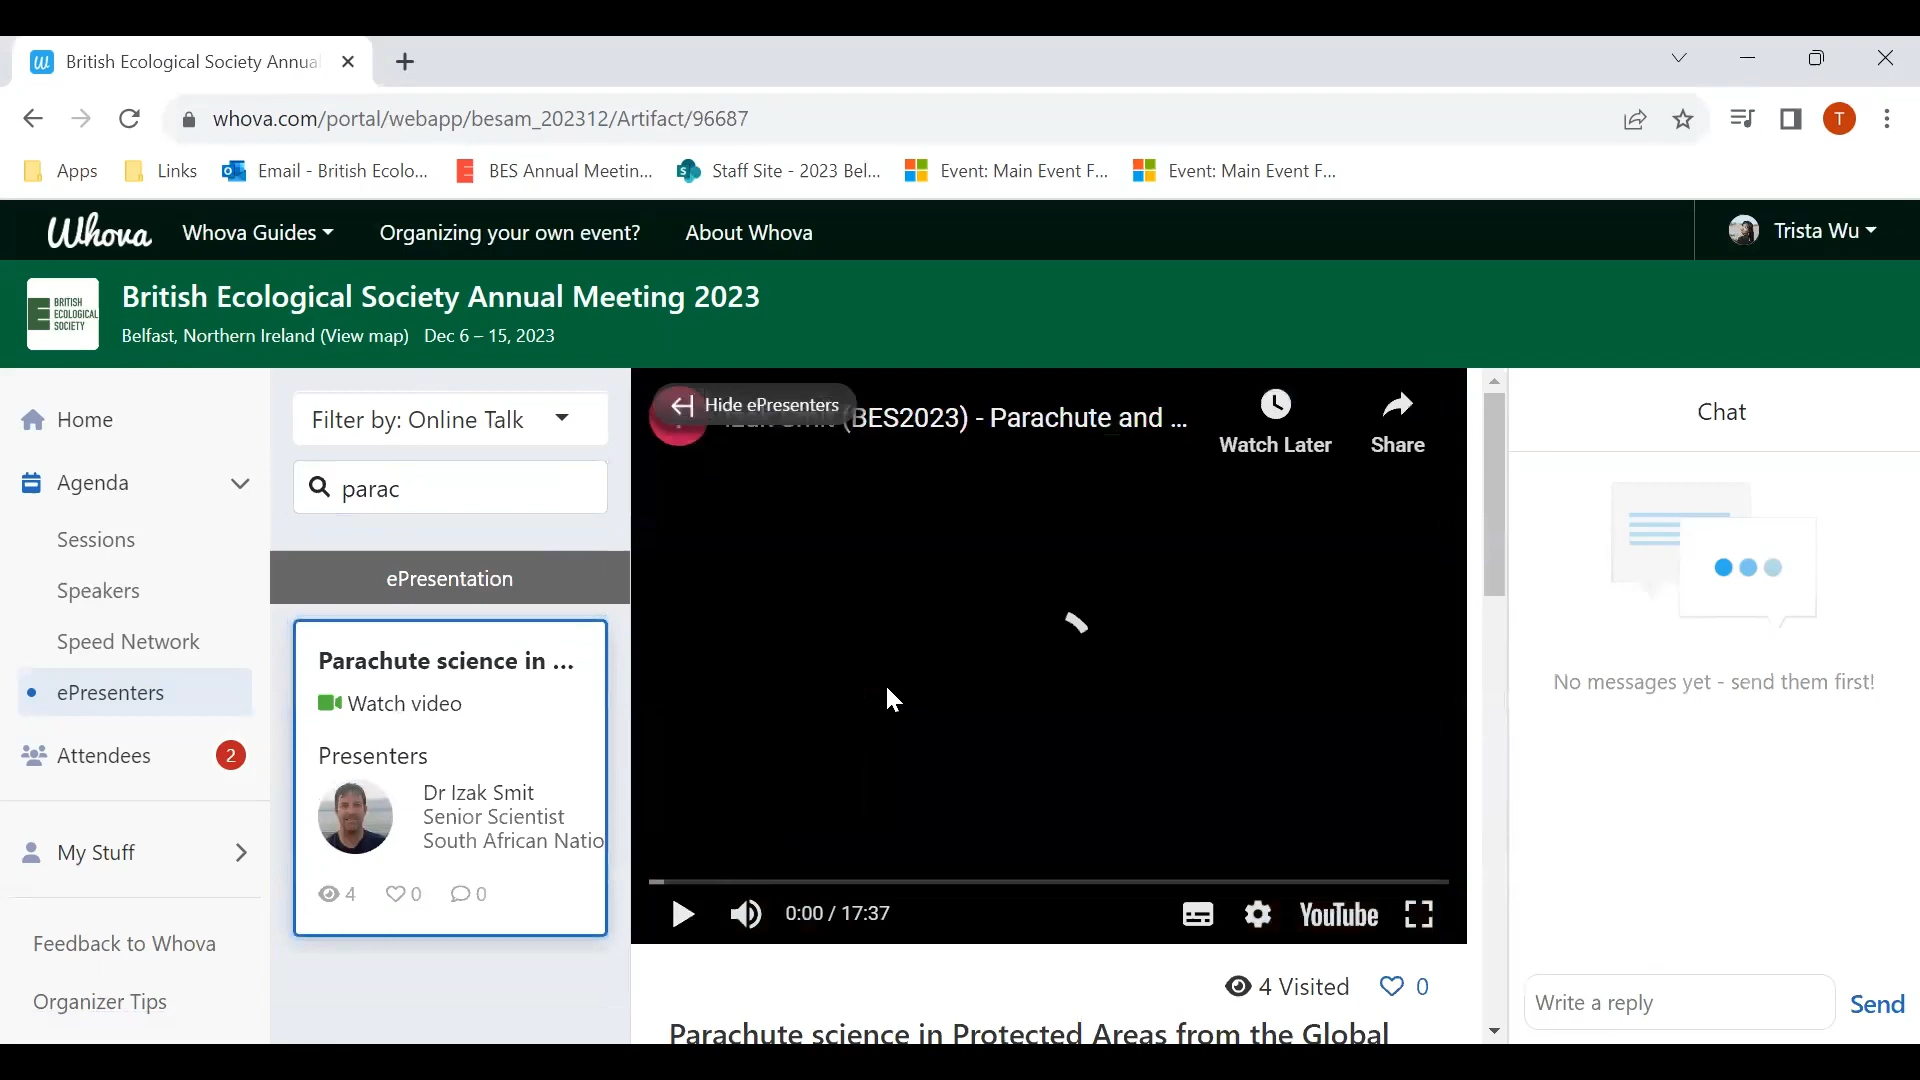 British Ecological Society Annual
whova.com/portal/webapp/besam_202312/Artifact/96687
T
Apps
Links
Email - British Ecolo...
BES Annual Meetin...
Staff Site - 2023 Bel...
Event: Main Event F...
Event: Main Event F...
Whova
Whova Guides
Organizing your own event?
About Whova
Trista Wu
BRITISH
ECOLOGICAL
SOCIETY
British Ecological Society Annual Meeting 2023
Belfast, Northern Ireland (View map) Dec 6 – 15, 2023
Home
Agenda
Sessions
Speakers
Speed Network
ePresenters
Attendees
2
My Stuff
Feedback to Whova
Organizer Tips
Filter by: Online Talk
parac
ePresentation
Parachute science in ...
Watch video
Presenters
Dr Izak Smit
Senior Scientist
South African Natio
4
0
0
Hide ePresenters
(BES2023) - Parachute and ...
Watch Later
Share
0:00 / 17:37
YouTube
4 Visited
0
Parachute science in Protected Areas from the Global
Chat
No messages yet - send them first!
Write a reply
Send